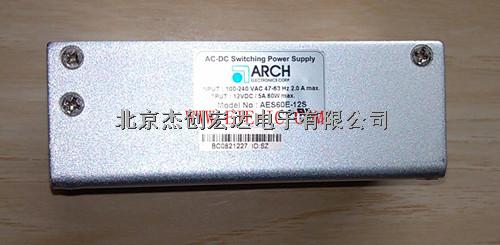 AC-DC Switching Power Supply
ARCH
ELECTRONICS CORP.
INPUT : 100-240 VAC 47-63 Hz 2.0 A max.
OUTPUT : 12VDC / 5A 60W max.
Model No : AES60E-12S
北京杰创宏达电子有限公司
BC0821227 ID:SZ